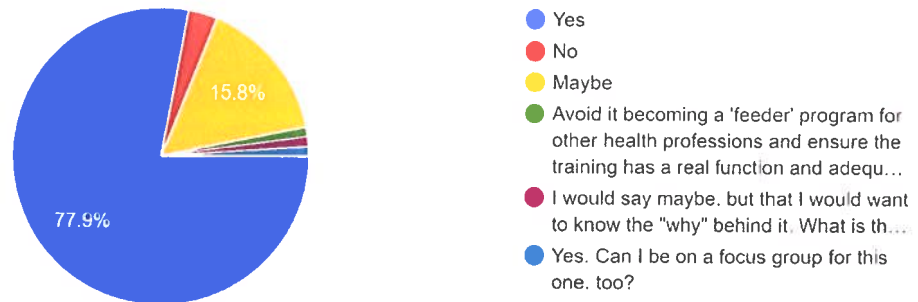 15.8%
77.9%
Yes
No
Maybe
Avoid it becoming a 'feeder' program for
other health professions and ensure the
training has a real function and adequ...
I would say maybe. but that I would want
to know the "why" behind it. What is th...
Yes. Can I be on a focus group for this
one. too?